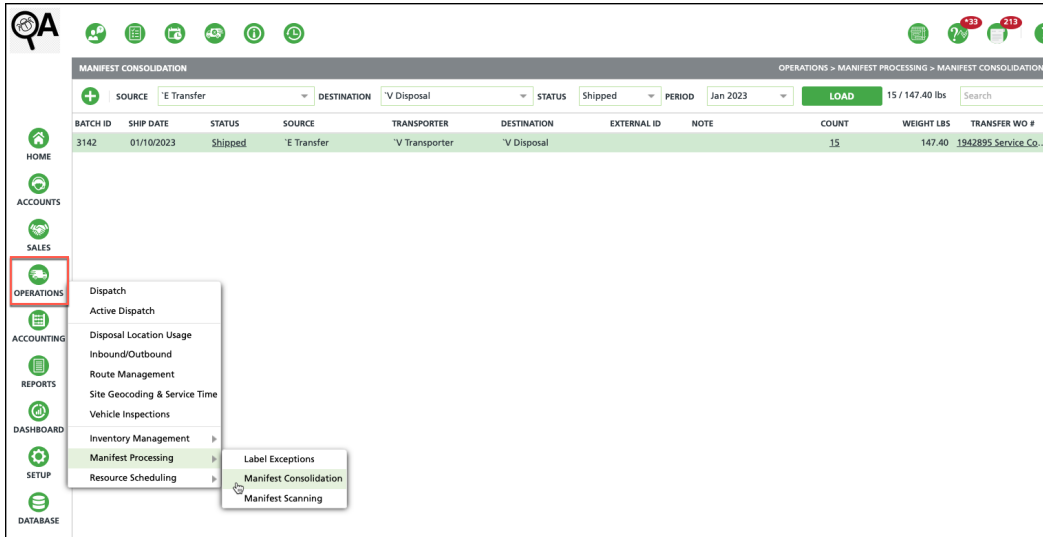 QA
*33
213
MANIFEST CONSOLIDATION
OPERATIONS > MANIFEST PROCESSING > MANIFEST CONSOLIDATION
SOURCE `E Transfer DESTINATION `V Disposal STATUS Shipped PERIOD Jan 2023 LOAD 15 / 147.40 lbs Search
BATCH ID SHIP DATE STATUS SOURCE TRANSPORTER DESTINATION EXTERNAL ID NOTE COUNT WEIGHT LBS TRANSFER WO #
3142 01/10/2023 Shipped `E Transfer `V Transporter `V Disposal 15 147.40 1942895 Service Co...
HOME
ACCOUNTS
SALES
OPERATIONS
ACCOUNTING
REPORTS
DASHBOARD
SETUP
DATABASE
Dispatch
Active Dispatch
Disposal Location Usage
Inbound/Outbound
Route Management
Site Geocoding & Service Time
Vehicle Inspections
Inventory Management
Manifest Processing
Resource Scheduling
Label Exceptions
Manifest Consolidation
Manifest Scanning